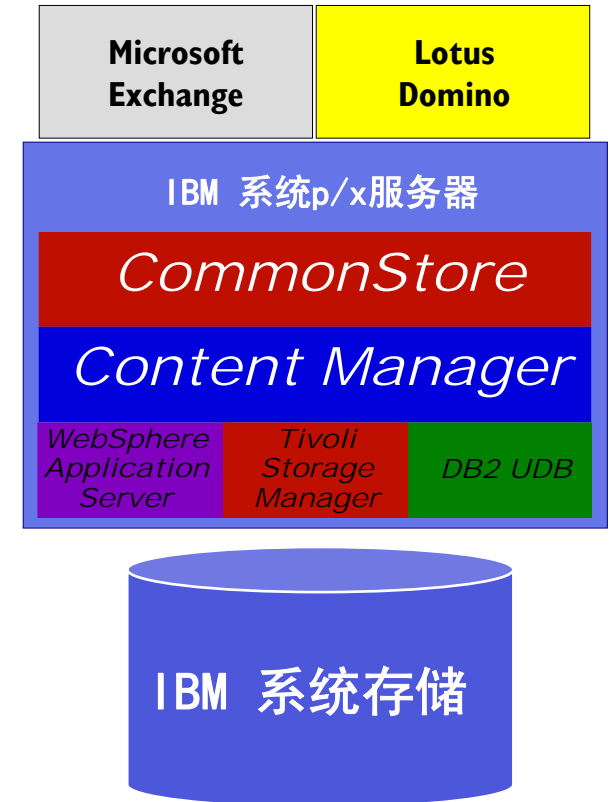 Microsoft
Exchange
Lotus
Domino
IBM 系统p/x服务器
CommonStore
Content Manager
WebSphere
Application
Server
Tivoli
Storage
Manager
DB2 UDB
IBM 系统存储